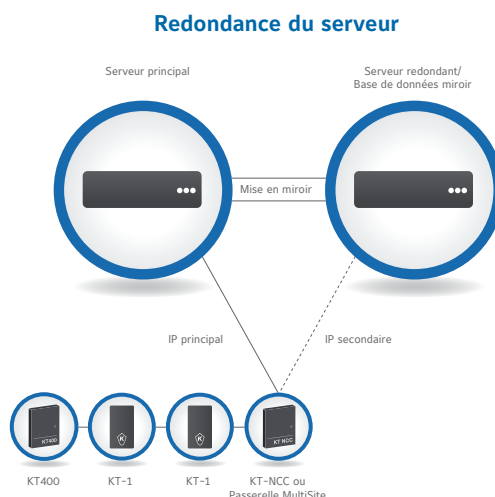 Redondance du serveur
Serveur principal
Serveur redondant/
Base de données miroir
Mise en miroir
IP principal
IP secondaire
KT400
K
K
KT NCC
KT400
KT-1
KT-1
KT-NCC ou
Passerelle MultiSite